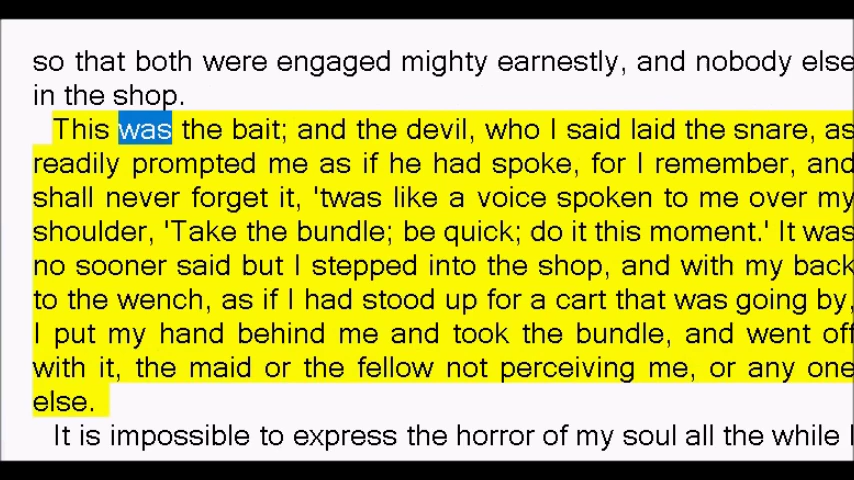 so that both were engaged mighty earnestly, and nobody else
in the shop.
This was the bait; and the devil, who I said laid the snare, as
readily prompted me as if he had spoke, for I remember, and
shall never forget it, 'twas like a voice spoken to me over my
shoulder, 'Take the bundle; be quick; do it this moment.' It was
no sooner said but I stepped into the shop, and with my back
to the wench, as if I had stood up for a cart that was going by,
I put my hand behind me and took the bundle, and went off
with it, the maid or the fellow not perceiving me, or any one
else.
It is impossible to express the horror of my soul all the while I